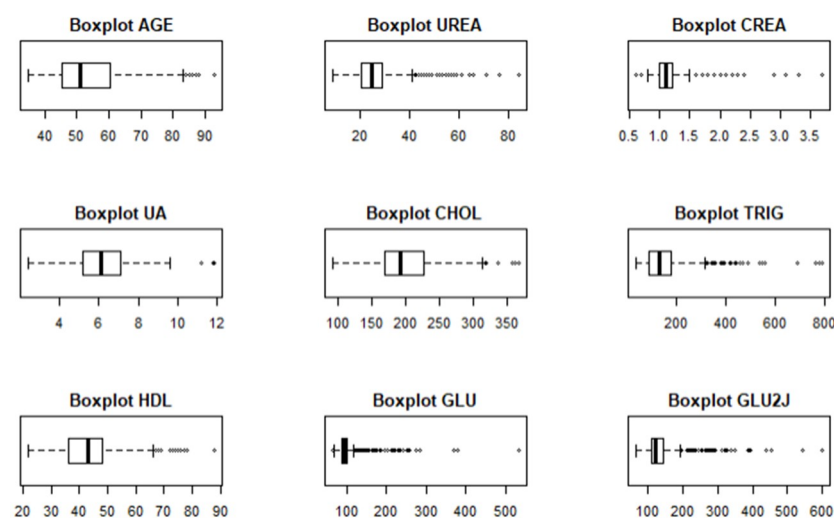 Boxplot AGE
Boxplot UREA
Boxplot CREA
40 50 60 70 80 90
20 40 60 80
0.5 1.0 1.5 2.0 2.5 3.0 3.5
Boxplot UA
Boxplot CHOL
Boxplot TRIG
4 6 8 10 12
100 150 200 250 300 350
200 400 600 800
Boxplot HDL
Boxplot GLU
Boxplot GLU2J
20 30 40 50 60 70 80 90
100 200 300 400 500
100 200 300 400 500 600